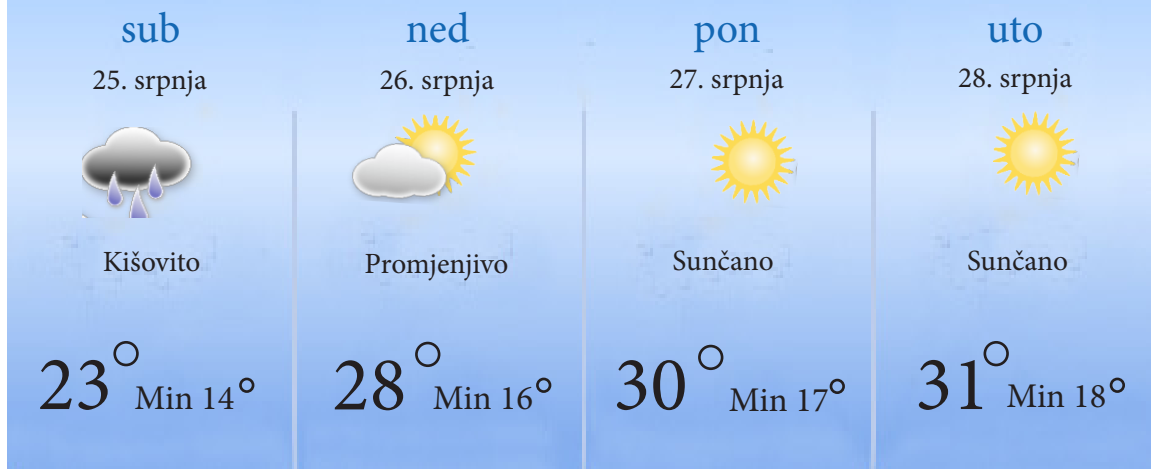 sub
25. srpnja
Kišovito
23° Min 14°
ned
26. srpnja
Promjenjivo
28° Min 16°
pon
27. srpnja
Sunčano
30° Min 17°
uto
28. srpnja
Sunčano
31° Min 18°